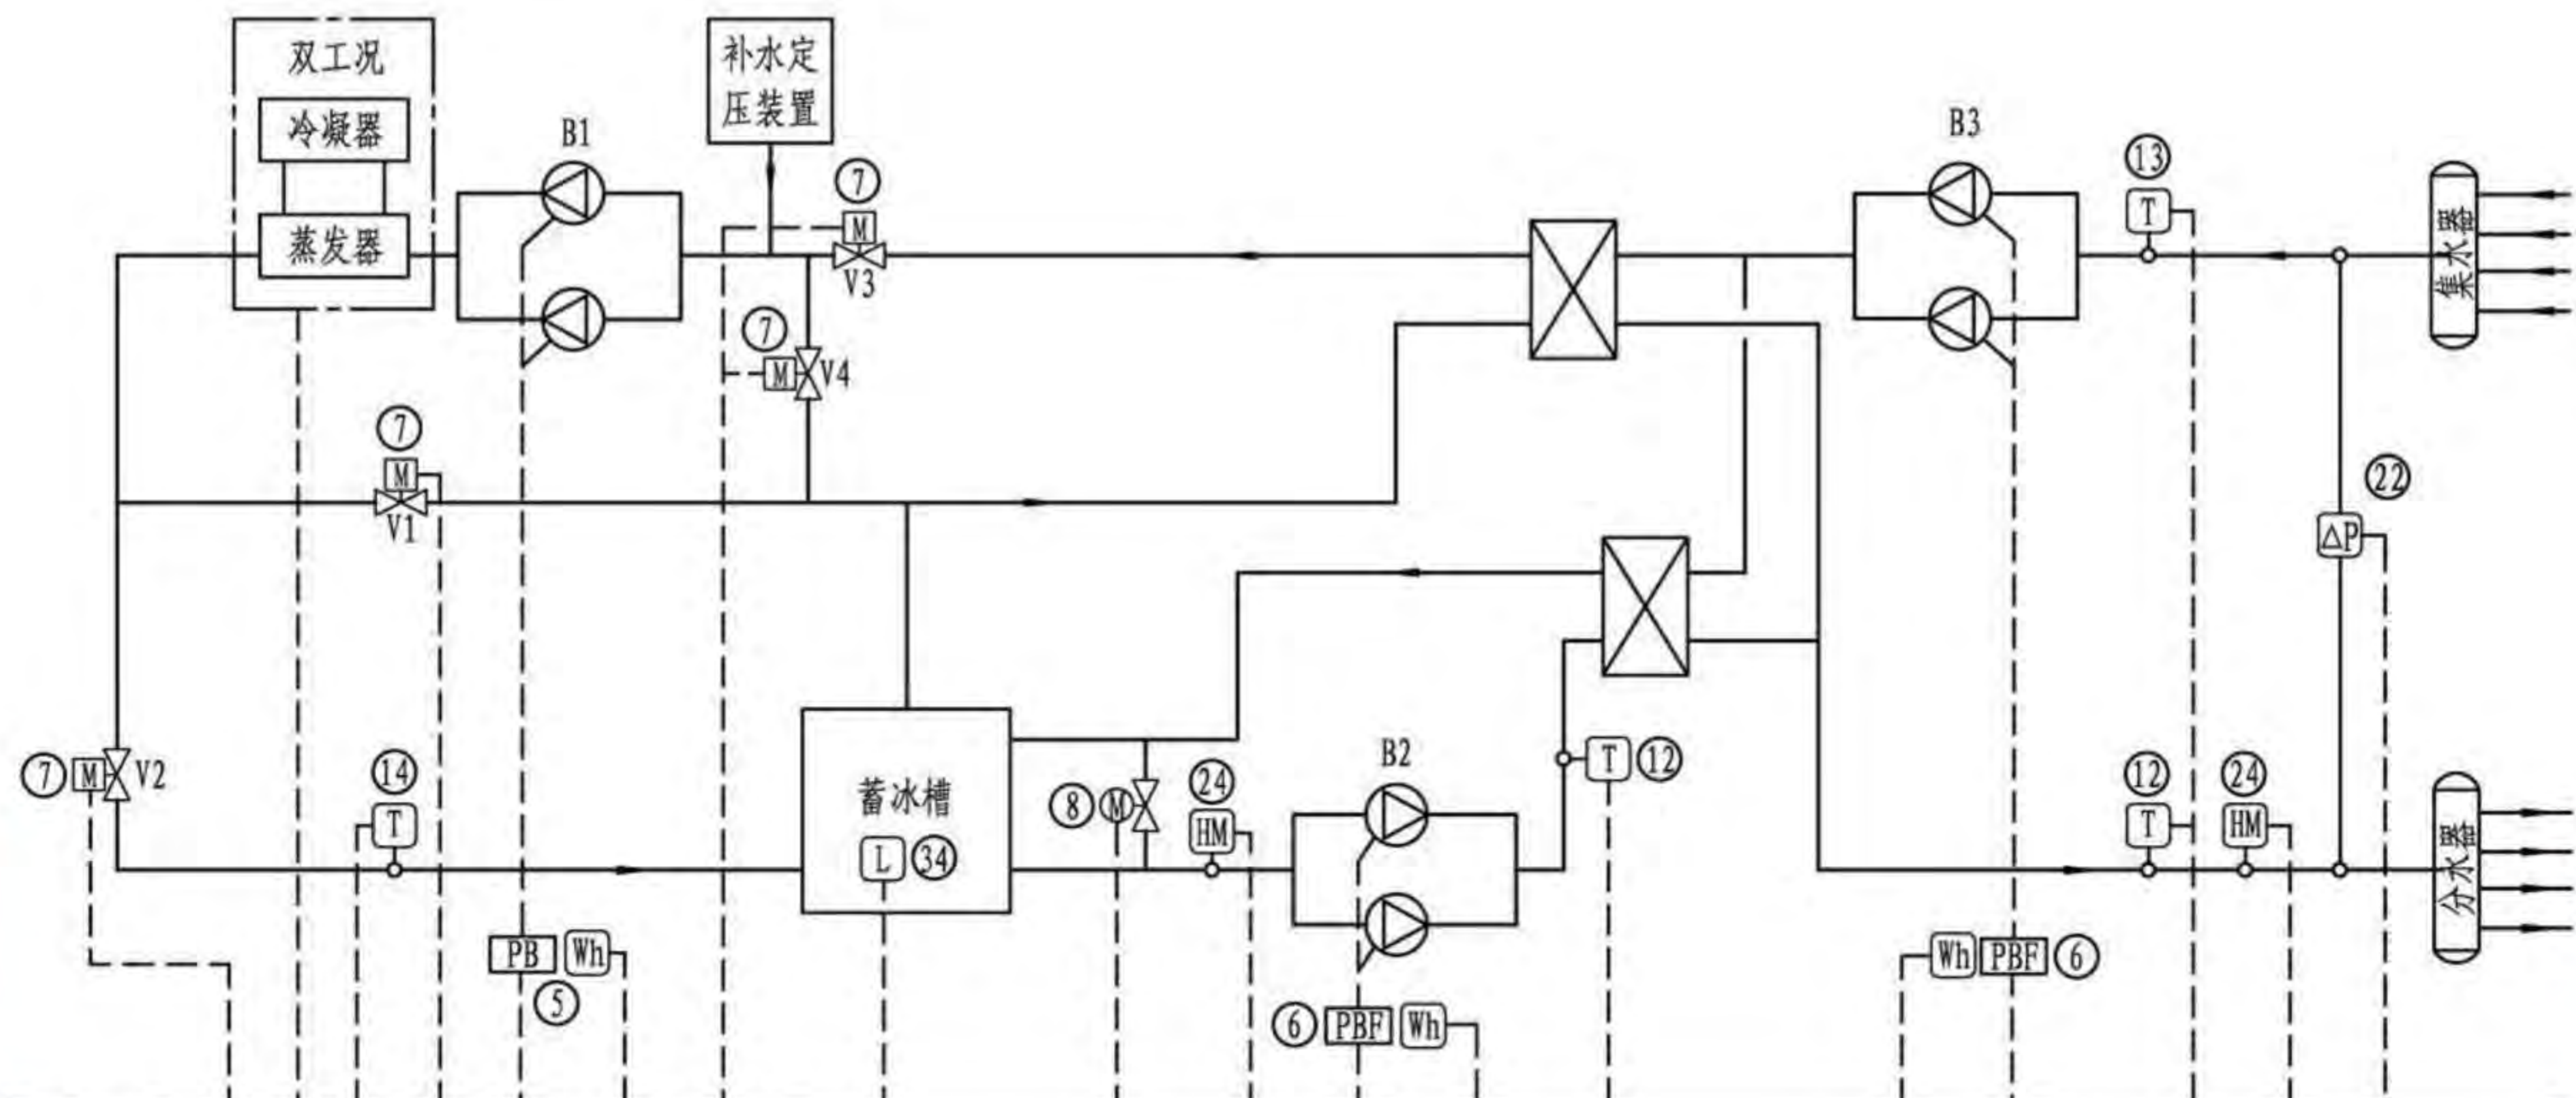 双工况
冷凝器
蒸发器
B1
补水定
压装置
⑦
M
V3
⑦
M
V4
B3
⑬
T
集水器
⑦
M
V1
㉒
△P
⑦
M
V2
⑭
T
蓄冰槽
L
㉞
⑧
M
㉔
HM
B2
T
⑫
⑫
T
㉔
HM
分水器
PB
Wh
⑤
⑥
PBF
Wh
Wh
PBF
⑥